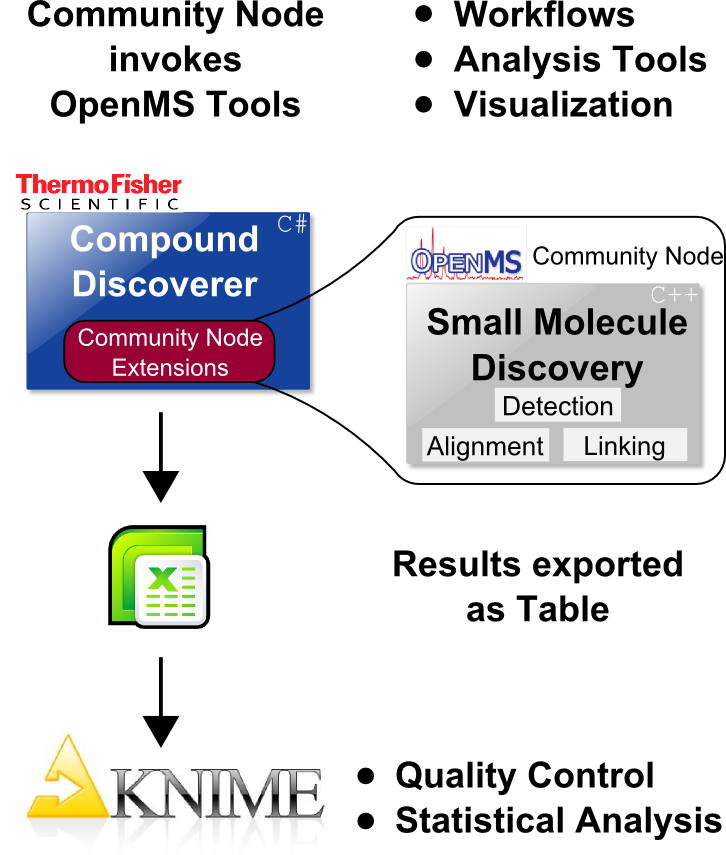 Community Node
invokes
OpenMS Tools
• Workflows
• Analysis Tools
• Visualization
ThermoFisher
SCIENTIFIC
C#
Compound
Discoverer
Community Node
Extensions
OPENMS
Community Node
C++
Small Molecule
Discovery
Detection
Alignment
Linking
X
Results exported
as Table
KNIME
• Quality Control
• Statistical Analysis